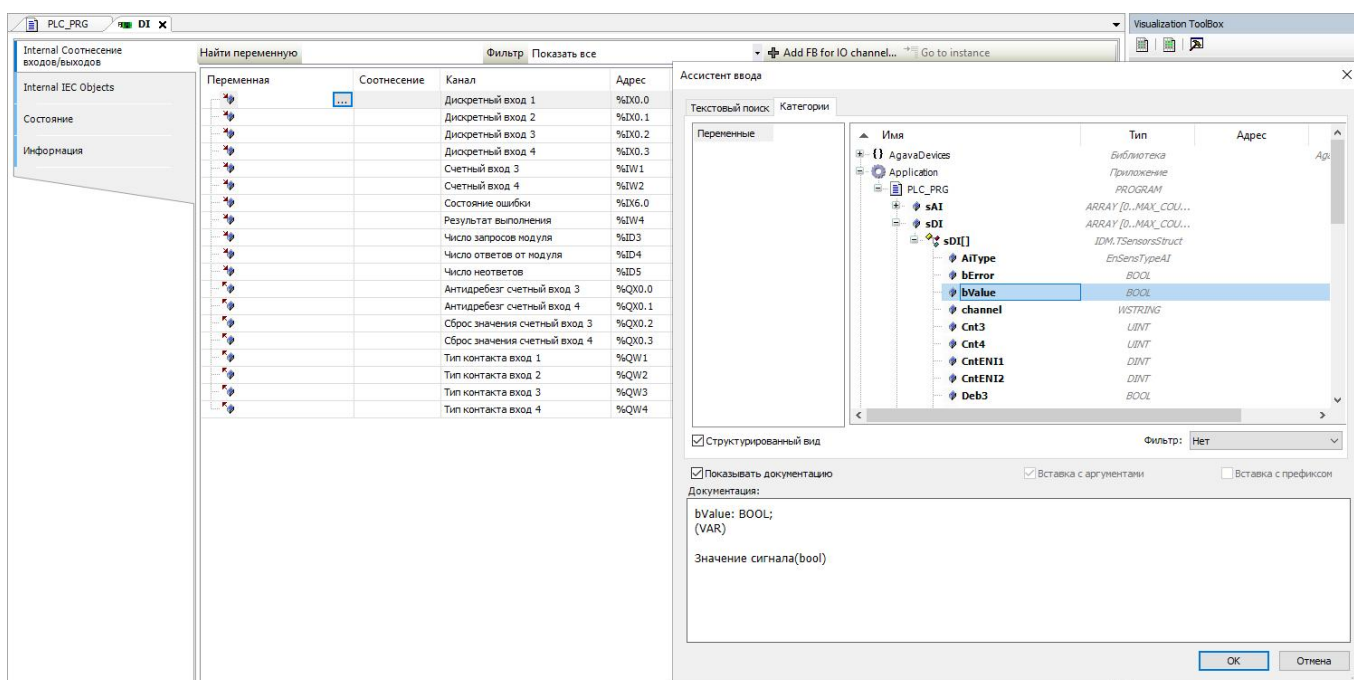 PLC_PRG
DI
Visualization ToolBox
Internal Соотнесение
входов/выходов
Internal IEC Objects
Состояние
Информация
Найти переменную
Фильтр Показать все
Add FB for IO channel...
Go to instance
Переменная Соотнесение Канал Адрес
... Дискретный вход 1 %IX0.0
Дискретный вход 2 %IX0.1
Дискретный вход 3 %IX0.2
Дискретный вход 4 %IX0.3
Счетный вход 3 %IW1
Счетный вход 4 %IW2
Состояние ошибки %IX6.0
Результат выполнения %IW4
Число запросов модуля %ID3
Число ответов от модуля %ID4
Число неответов %ID5
Антидребезг счетный вход 3 %QX0.0
Антидребезг счетный вход 4 %QX0.1
Сброс значения счетный вход 3 %QX0.2
Сброс значения счетный вход 4 %QX0.3
Тип контакта вход 1 %QW1
Тип контакта вход 2 %QW2
Тип контакта вход 3 %QW3
Тип контакта вход 4 %QW4
Ассистент ввода
Текстовый поиск Категории
Переменные
Имя Тип Адрес
{} AgavaDevices Библиотека
Application Приложение
PLC_PRG PROGRAM
sAI ARRAY [0..MAX_COU...
sDI ARRAY [0..MAX_COU...
sDI[] IDM.TSensorsStruct
AiType EnSensTypeAI
bError BOOL
bValue BOOL
channel WSTRING
Cnt3 UINT
Cnt4 UINT
CntENI1 DINT
CntENI2 DINT
Deb3 BOOL
Структурированный вид
Фильтр: Нет
Показывать документацию
Вставка с аргументами
Вставка с префиксом
Документация:
bValue: BOOL;
(VAR)
Значение сигнала(bool)
OK Отмена